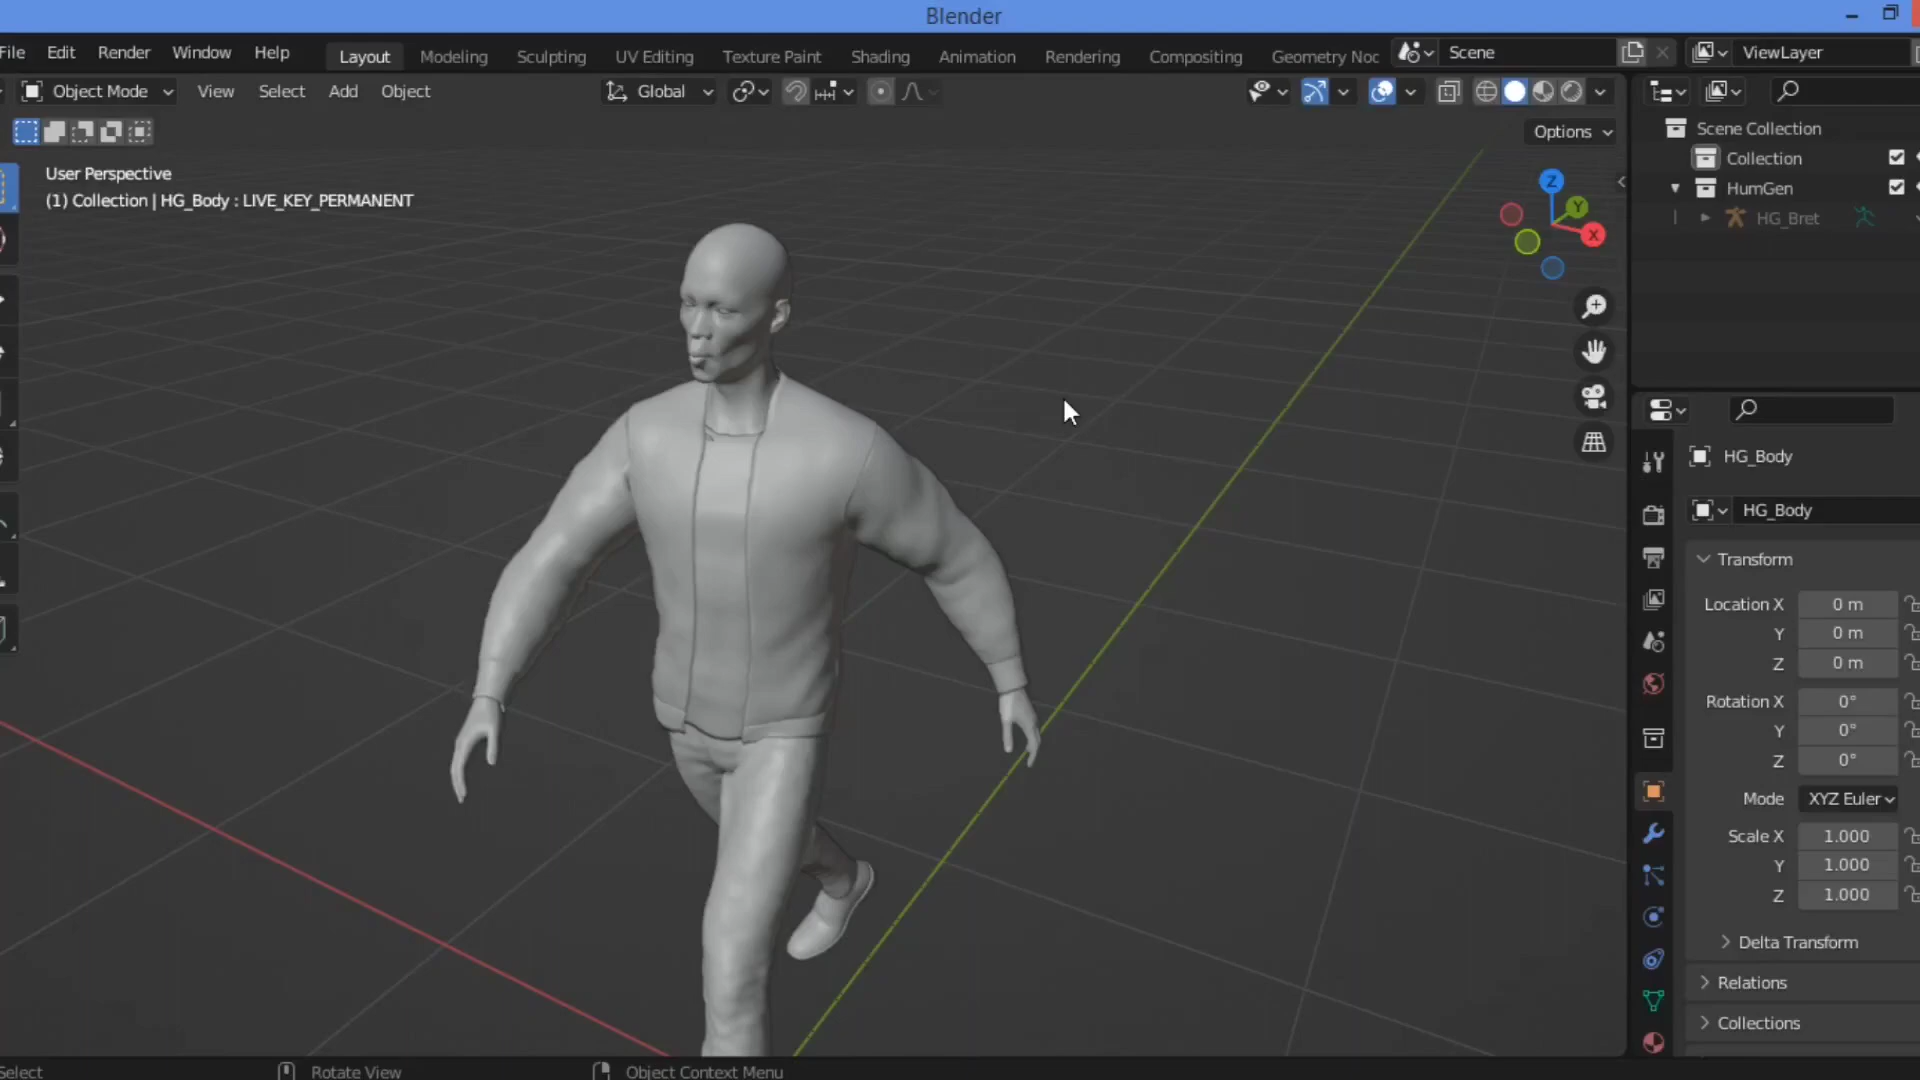 Blender
File Edit Render Window Help Layout Modeling Sculpting UV Editing Texture Paint Shading Animation Rendering Compositing Geometry Noc Scene ViewLayer
Object Mode View Select Add Object Global
Options
User Perspective
(1) Collection | HG_Body : LIVE_KEY_PERMANENT
Z
Y
X
Scene Collection
Collection
HumGen
HG_Bret
HG_Body
HG_Body
Transform
Location X 0 m
Y 0 m
Z 0 m
Rotation X 0°
Y 0°
Z 0°
Mode XYZ Euler
Scale X 1.000
Y 1.000
Z 1.000
Delta Transform
Relations
Collections
Select Rotate View Object Context Menu